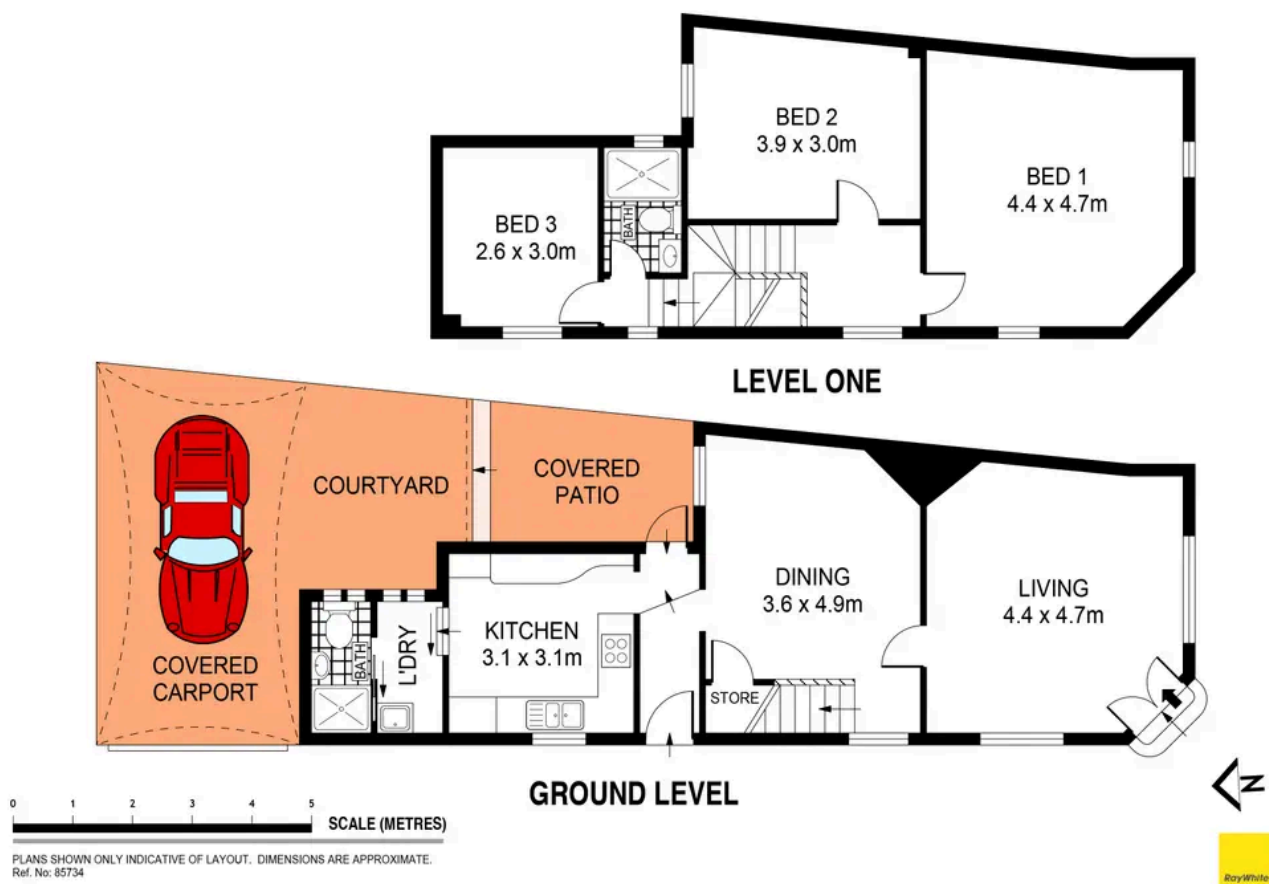 BED 2
3.9 x 3.0m
BED 1
4.4 x 4.7m
BED 3
2.6 x 3.0m
BATH
LEVEL ONE
COVERED
PATIO
COURTYARD
DINING
3.6 x 4.9m
LIVING
4.4 x 4.7m
KITCHEN
3.1 x 3.1m
L'DRY
BATH
COVERED
CARPORT
STORE
GROUND LEVEL
N
0 1 2 3 4 5
SCALE (METRES)
PLANS SHOWN ONLY INDICATIVE OF LAYOUT. DIMENSIONS ARE APPROXIMATE.
Ref. No: 85734
RayWhite